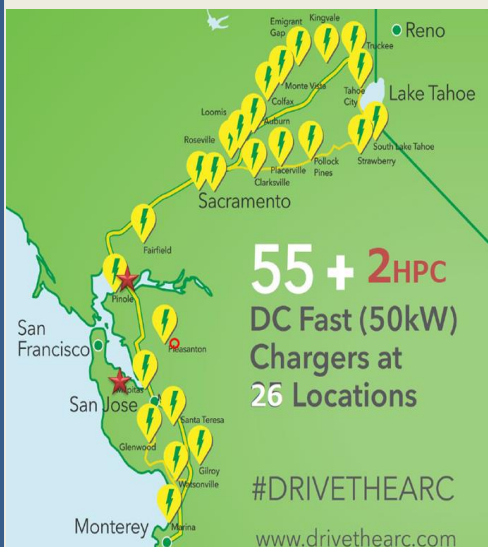 Emigrant
Gap
Kingvale
Reno
Truckee
Monte Vista
Tahoe
City
Lake Tahoe
Colfax
Loomis
Auburn
Roseville
South Lake Tahoe
Strawberry
Placerville
Pollock
Pines
Clarksville
Sacramento
Fairfield
55 + 2HPC
DC Fast (50kW)
Chargers at
26 Locations
Pinole
San
Francisco
Pleasanton
San Jose
Santa Teresa
Glenwood
Gilroy
Watsonville
#DRIVETHEARC
Monterey
Marina
www.drivethearc.com